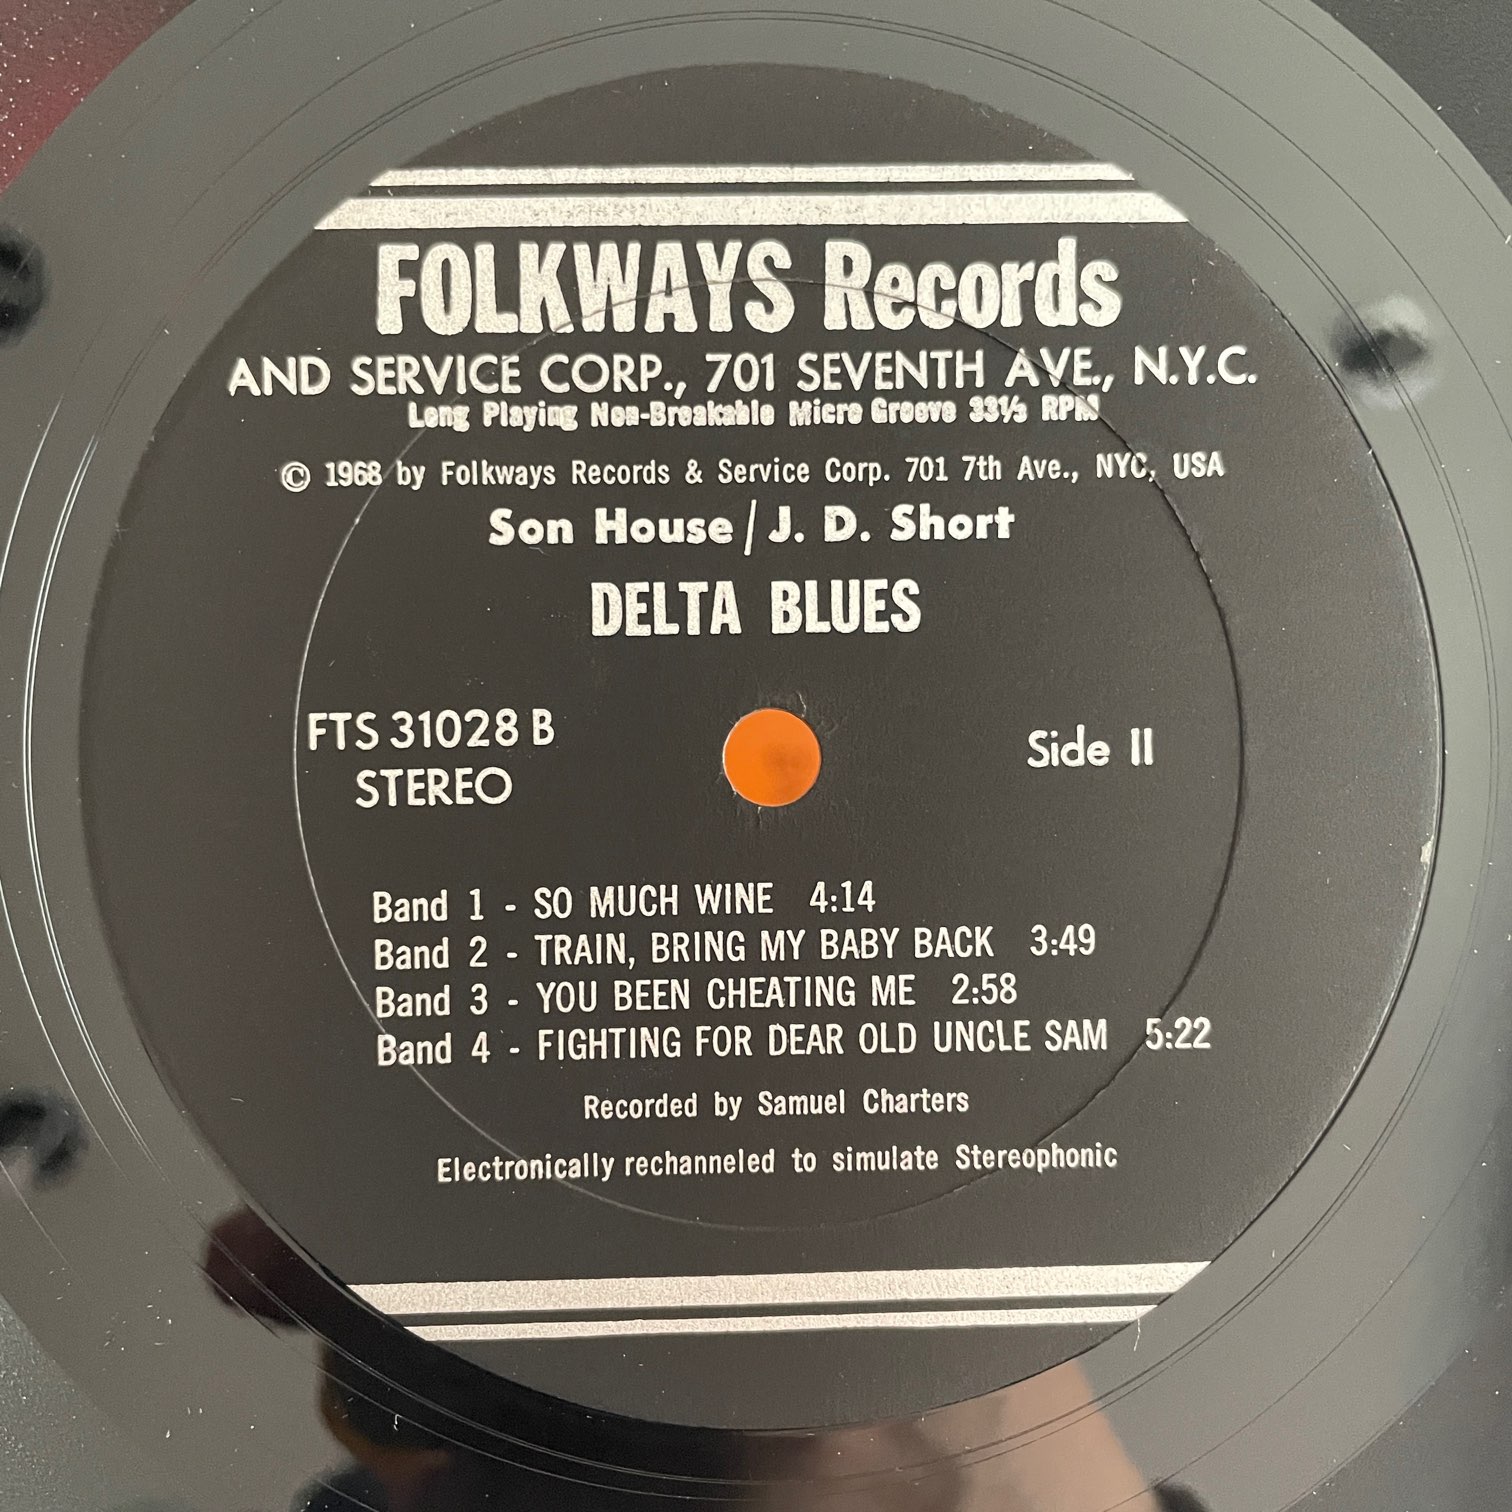 FOLKWAYS Records
AND SERVICE CORP., 701 SEVENTH AVE., N.Y.C.
Long Playing Non-Breakable Micro Groove 33⅓ RPM
© 1968 by Folkways Records & Service Corp. 701 7th Ave., NYC, USA
Son House/J. D. Short
DELTA BLUES
FTS 31028 B
STEREO
Side II
Band 1 - SO MUCH WINE 4:14
Band 2 - TRAIN, BRING MY BABY BACK 3:49
Band 3 - YOU BEEN CHEATING ME 2:58
Band 4 - FIGHTING FOR DEAR OLD UNCLE SAM 5:22
Recorded by Samuel Charters
Electronically rechanneled to simulate Stereophonic